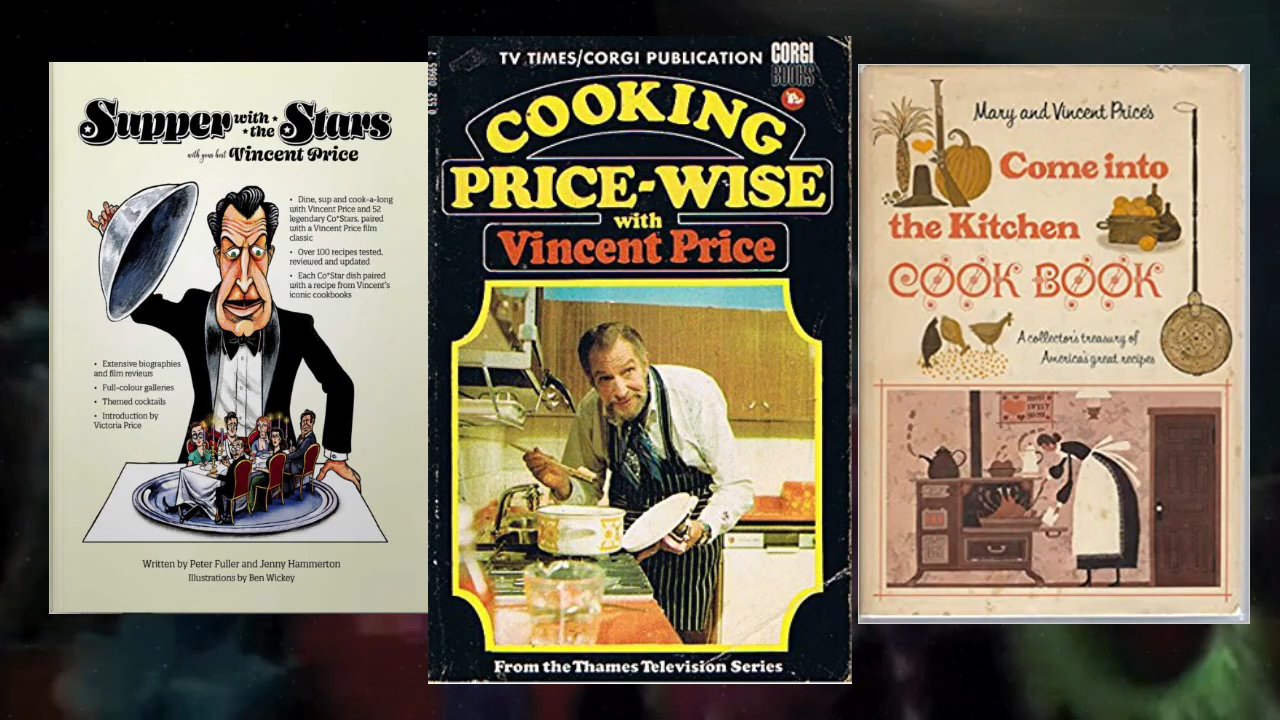 Supper with the Stars
with your host Vincent Price
• Dine, sup and cook-a-long
with Vincent Price and 52
legendary Co*Stars, paired
with a Vincent Price film
classic
• Over 100 recipes tested,
reviewed and updated
• Each Co*Star dish paired
with a recipe from Vincent's
iconic cookbooks
• Extensive biographies
and film reviews
• Full-colour galleries
• Themed cocktails
• Introduction by
Victoria Price
Written by Peter Fuller and Jenny Hammerton
Illustrations by Ben Wickey
TV TIMES/CORGI PUBLICATION
CORGI
BOOKS
COOKING
PRICE-WISE
with
Vincent Price
From the Thames Television Series
Mary and Vincent Price's
Come into
the Kitchen
COOK BOOK
A collector's treasury of
America's great recipes
HOME
SWEET
HOME